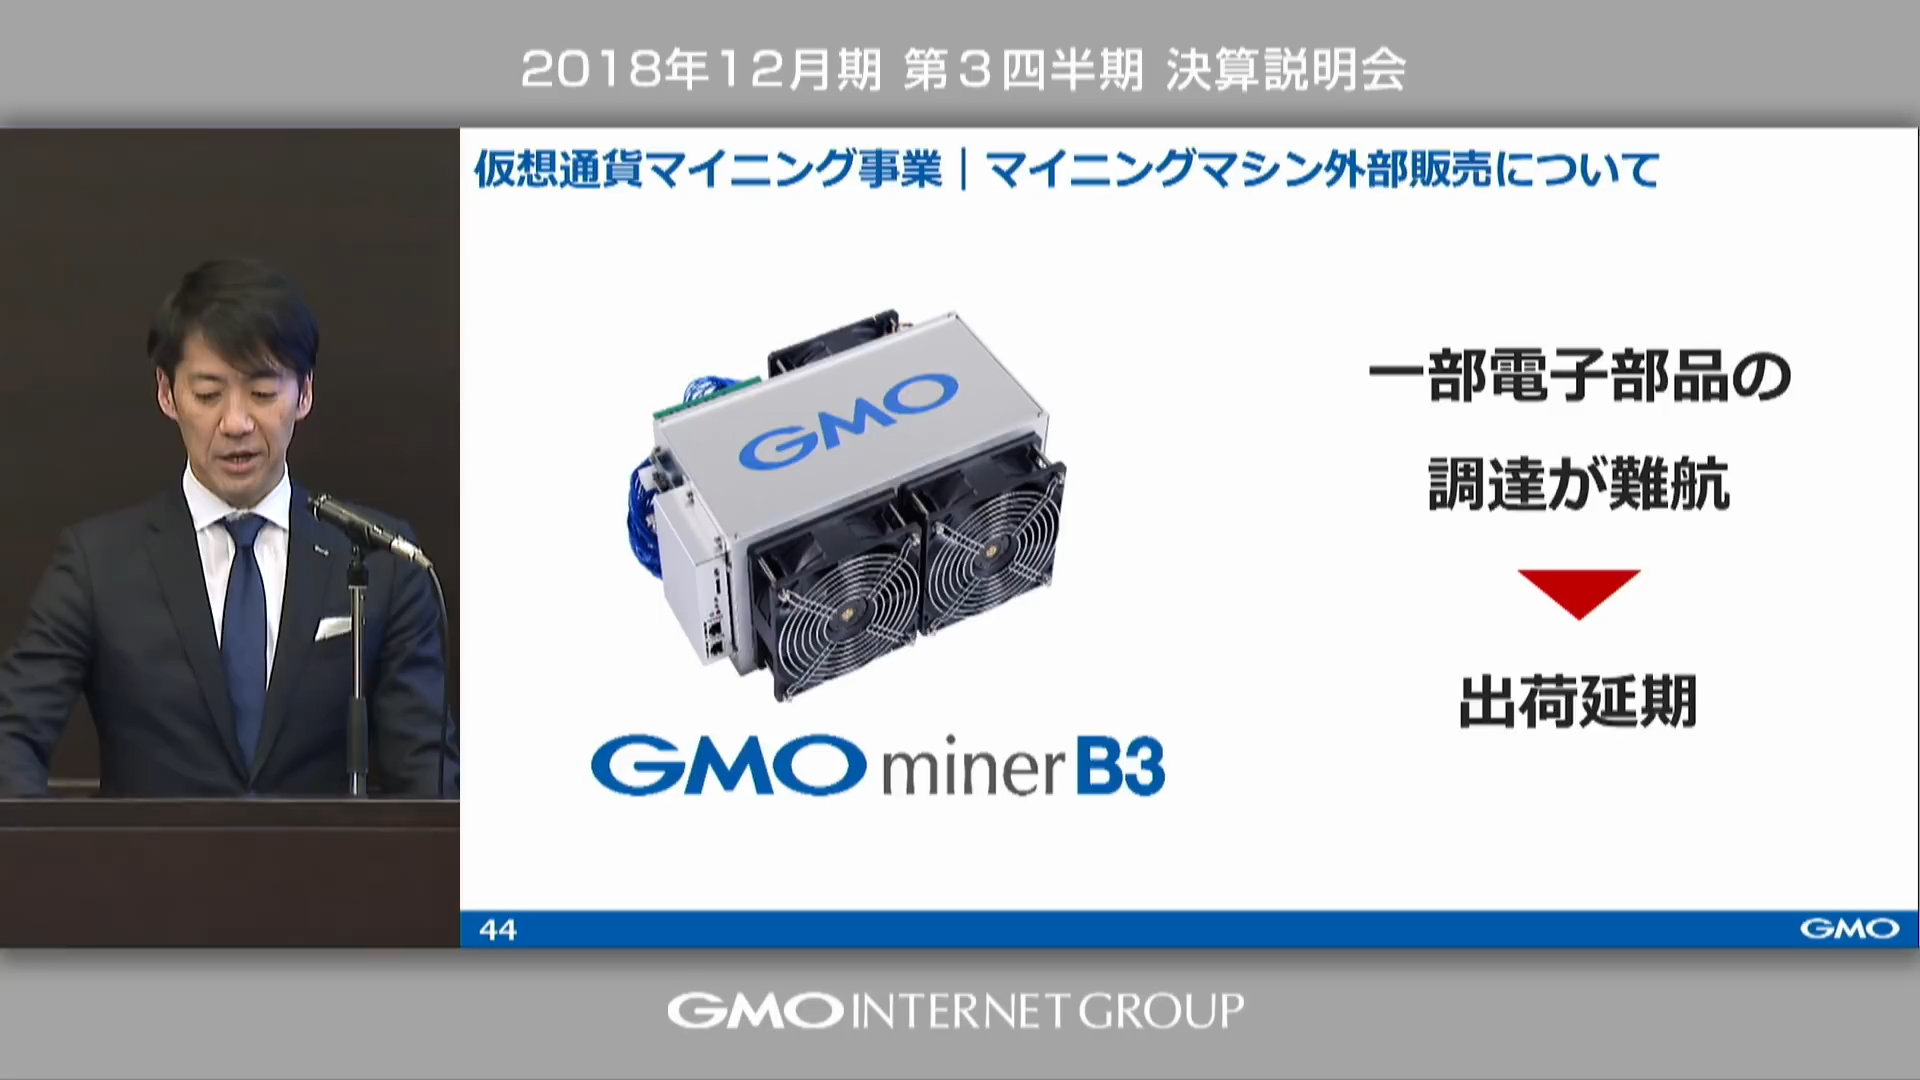 2018年12月期 第3四半期 決算説明会
仮想通貨マイニング事業｜マイニングマシン外部販売について
GMO
一部電子部品の
調達が難航
出荷延期
GMO miner B3
44
GMO
GMO INTERNET GROUP